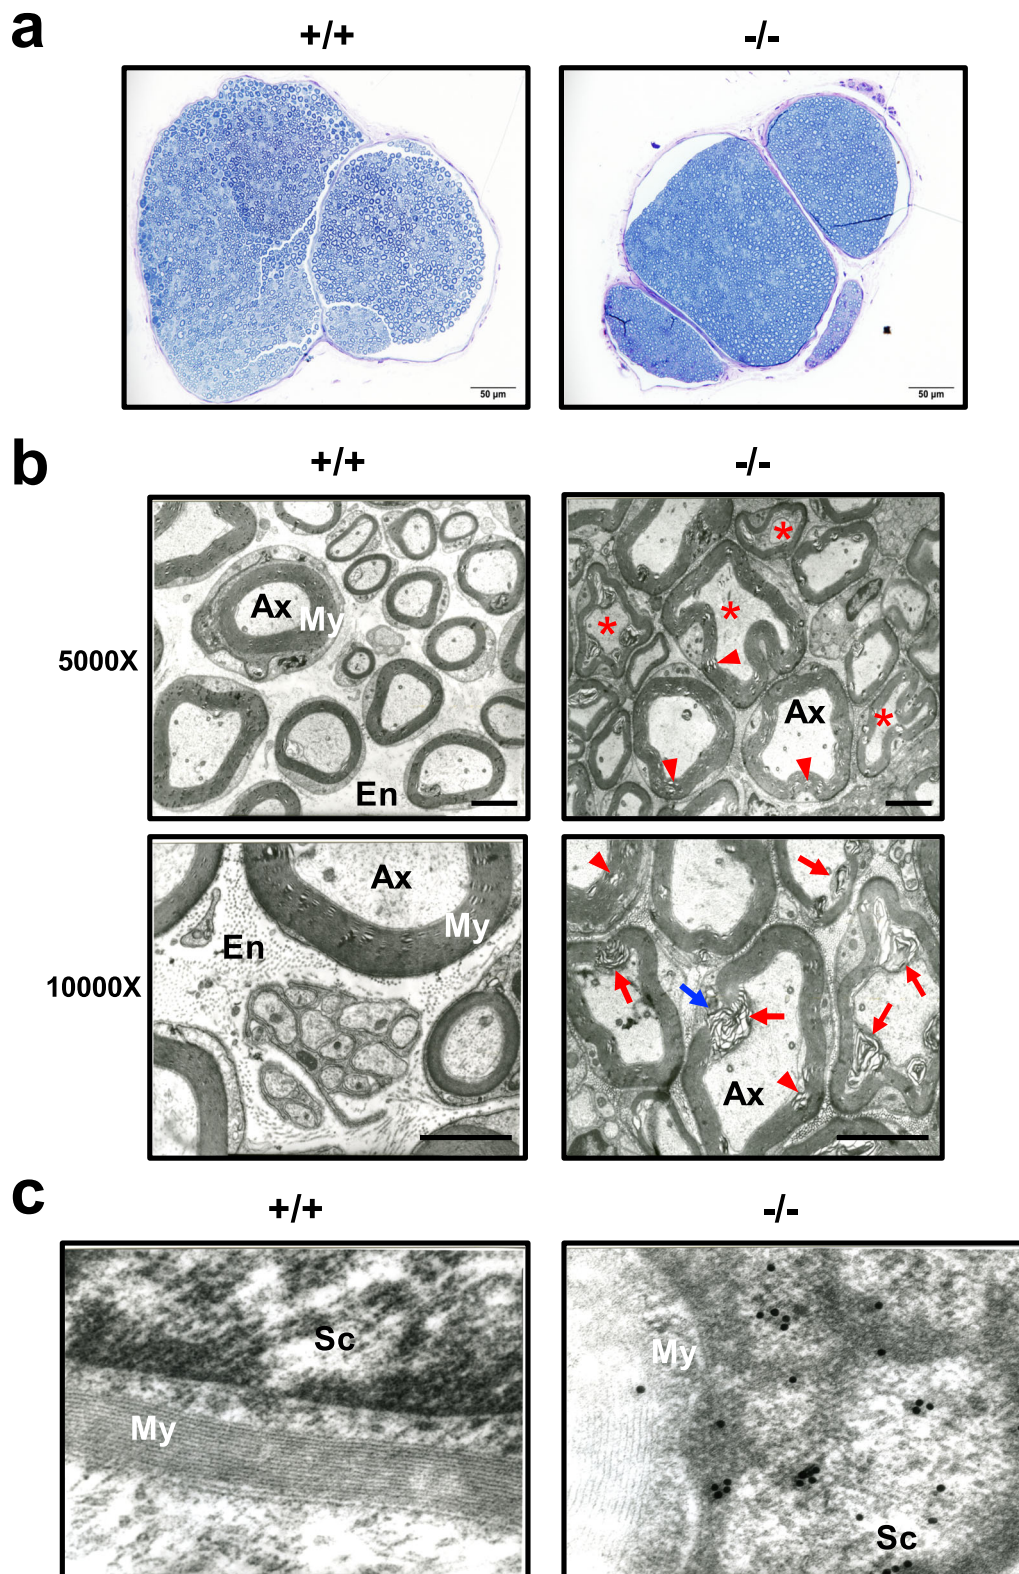 a
+/+
-/-
50 µm
50 µm
b
+/+
-/-
5000X
Ax
My
En
*
*
*
Ax
*
10000X
Ax
My
En
Ax
c
+/+
-/-
Sc
My
My
Sc